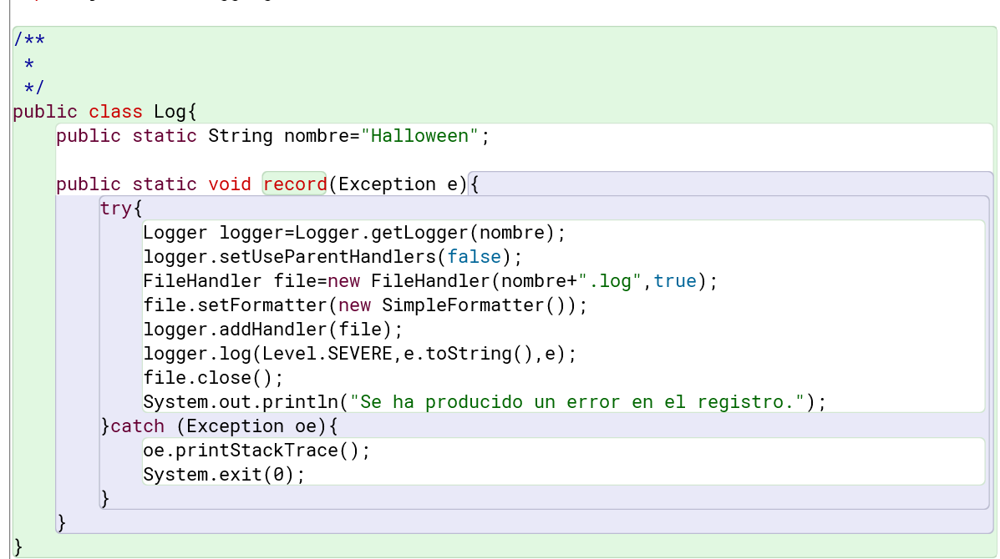 /**
 *
 */
public class Log{
    public static String nombre="Halloween";
    public static void record(Exception e){
        try{
            Logger logger=Logger.getLogger(nombre);
            logger.setUseParentHandlers(false);
            FileHandler file=new FileHandler(nombre+".log",true);
            file.setFormatter(new SimpleFormatter());
            logger.addHandler(file);
            logger.log(Level.SEVERE,e.toString(),e);
            file.close();
            System.out.println("Se ha producido un error en el registro.");
        }catch (Exception oe){
            oe.printStackTrace();
            System.exit(0);
        }
    }
}